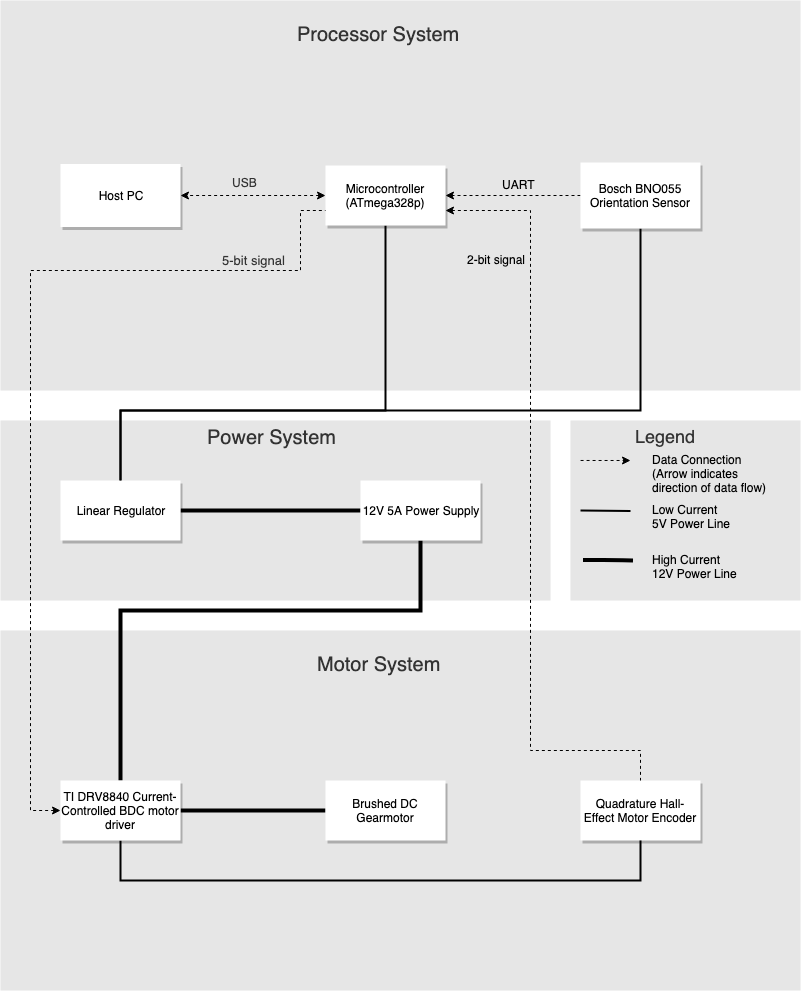 Processor System
Host PC
USB
Microcontroller
(ATmega328p)
UART
Bosch BNO055
Orientation Sensor
5-bit signal
2-bit signal
Power System
Linear Regulator
12V 5A Power Supply
Legend
Data Connection
(Arrow indicates
direction of data flow)
Low Current
5V Power Line
High Current
12V Power Line
Motor System
TI DRV8840 Current-
Controlled BDC motor
driver
Brushed DC
Gearmotor
Quadrature Hall-
Effect Motor Encoder